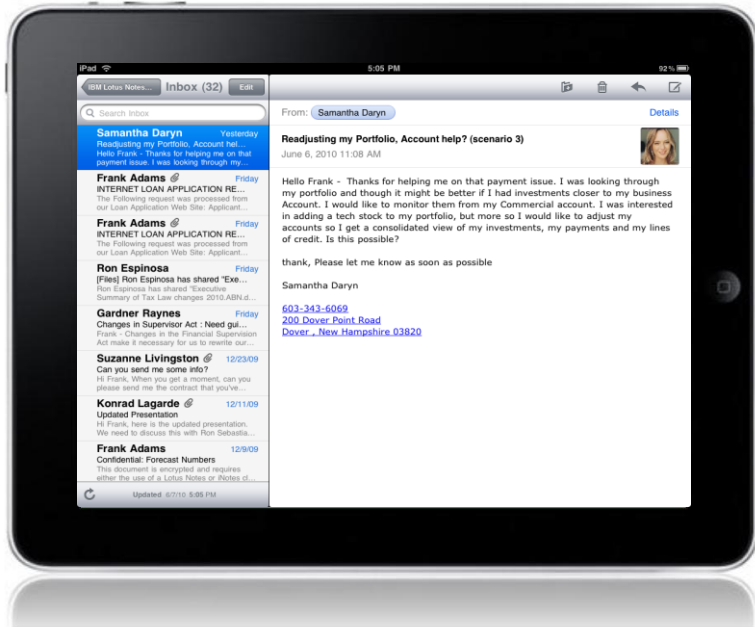 iPad
5:05 PM
92%
IBM Lotus Notes...
Inbox (32)
Edit
Search Inbox
Samantha Daryn
Yesterday
Readjusting my Portfolio, Account hel...
Hello Frank - Thanks for helping me on that
payment issue. I was looking through my...
Frank Adams
Friday
INTERNET LOAN APPLICATION RE...
The Following request was processed from
our Loan Application Web Site: Applicant...
Frank Adams
Friday
INTERNET LOAN APPLICATION RE...
The Following request was processed from
our Loan Application Web Site: Applicant...
Ron Espinosa
Friday
[Files] Ron Espinosa has shared "Exe...
Ron Espinosa has shared "Executive
Summary of Tax Law changes 2010.ABN.d...
Gardner Raynes
Friday
Changes in Supervisor Act : Need gui...
Frank - Changes in the Financial Supervision
Act make it necessary for us to rewrite our...
Suzanne Livingston
12/23/09
Can you send me some info?
Hi Frank, When you get a moment, can you
please send me the contract that you've...
Konrad Lagarde
12/11/09
Updated Presentation
Hi Frank, here is the updated presentation.
We need to discuss this with Ron Sebastia...
Frank Adams
12/9/09
Confidential: Forecast Numbers
This document is encrypted and requires
either the use of a Lotus Notes or iNotes cl...
Updated 6/7/10 5:05 PM
From: Samantha Daryn
Details
Readjusting my Portfolio, Account help? (scenario 3)
June 6, 2010 11:08 AM
Hello Frank - Thanks for helping me on that payment issue. I was looking through
my portfolio and though it might be better if I had investments closer to my business
Account. I would like to monitor them from my Commercial account. I was interested
in adding a tech stock to my portfolio, but more so I would like to adjust my
accounts so I get a consolidated view of my investments, my payments and my lines
of credit. Is this possible?
thank, Please let me know as soon as possible
Samantha Daryn
603-343-6069
200 Dover Point Road
Dover , New Hampshire 03820